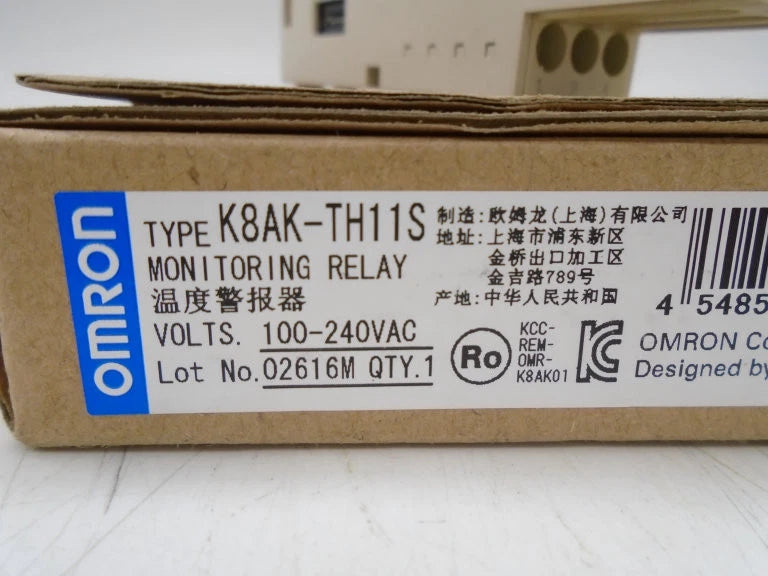 OMRON
TYPE K8AK-TH11S
MONITORING RELAY
温度警报器
VOLTS. 100-240VAC
Lot No. 02616M QTY.1
制造:欧姆龙(上海)有限公司
地址:上海市浦东新区
金桥出口加工区
金吉路789号
产地:中华人民共和国
Ro
KCC-
REM-
OMR-
K8AK01
KC
4 5485
OMRON Co
Designed by